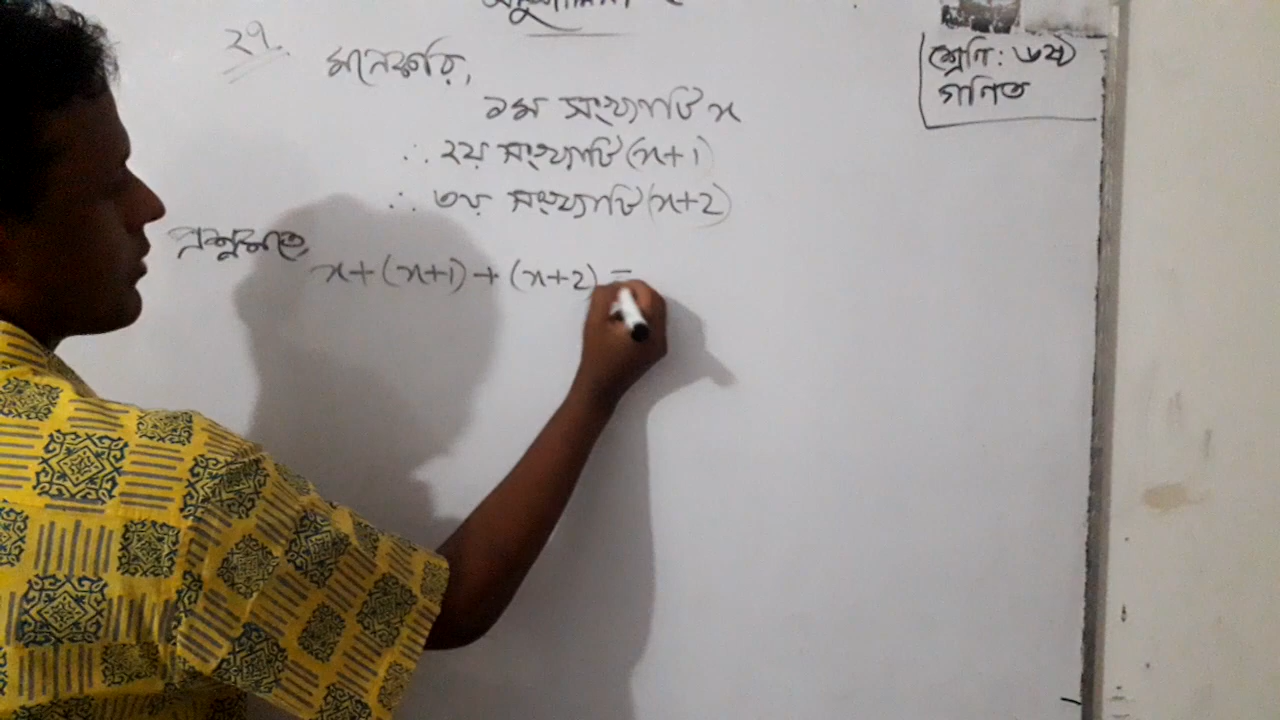 অনুশীলনী
২৭.
মনেকরি,
১ম সংখ্যাটি x
∴ ২য় সংখ্যাটি (x+1)
∴ ৩য় সংখ্যাটি (x+2)
প্রশ্নমতে,
x+(x+1)+(x+2) =
শ্রেণি: ৬ষ্ঠ
গণিত